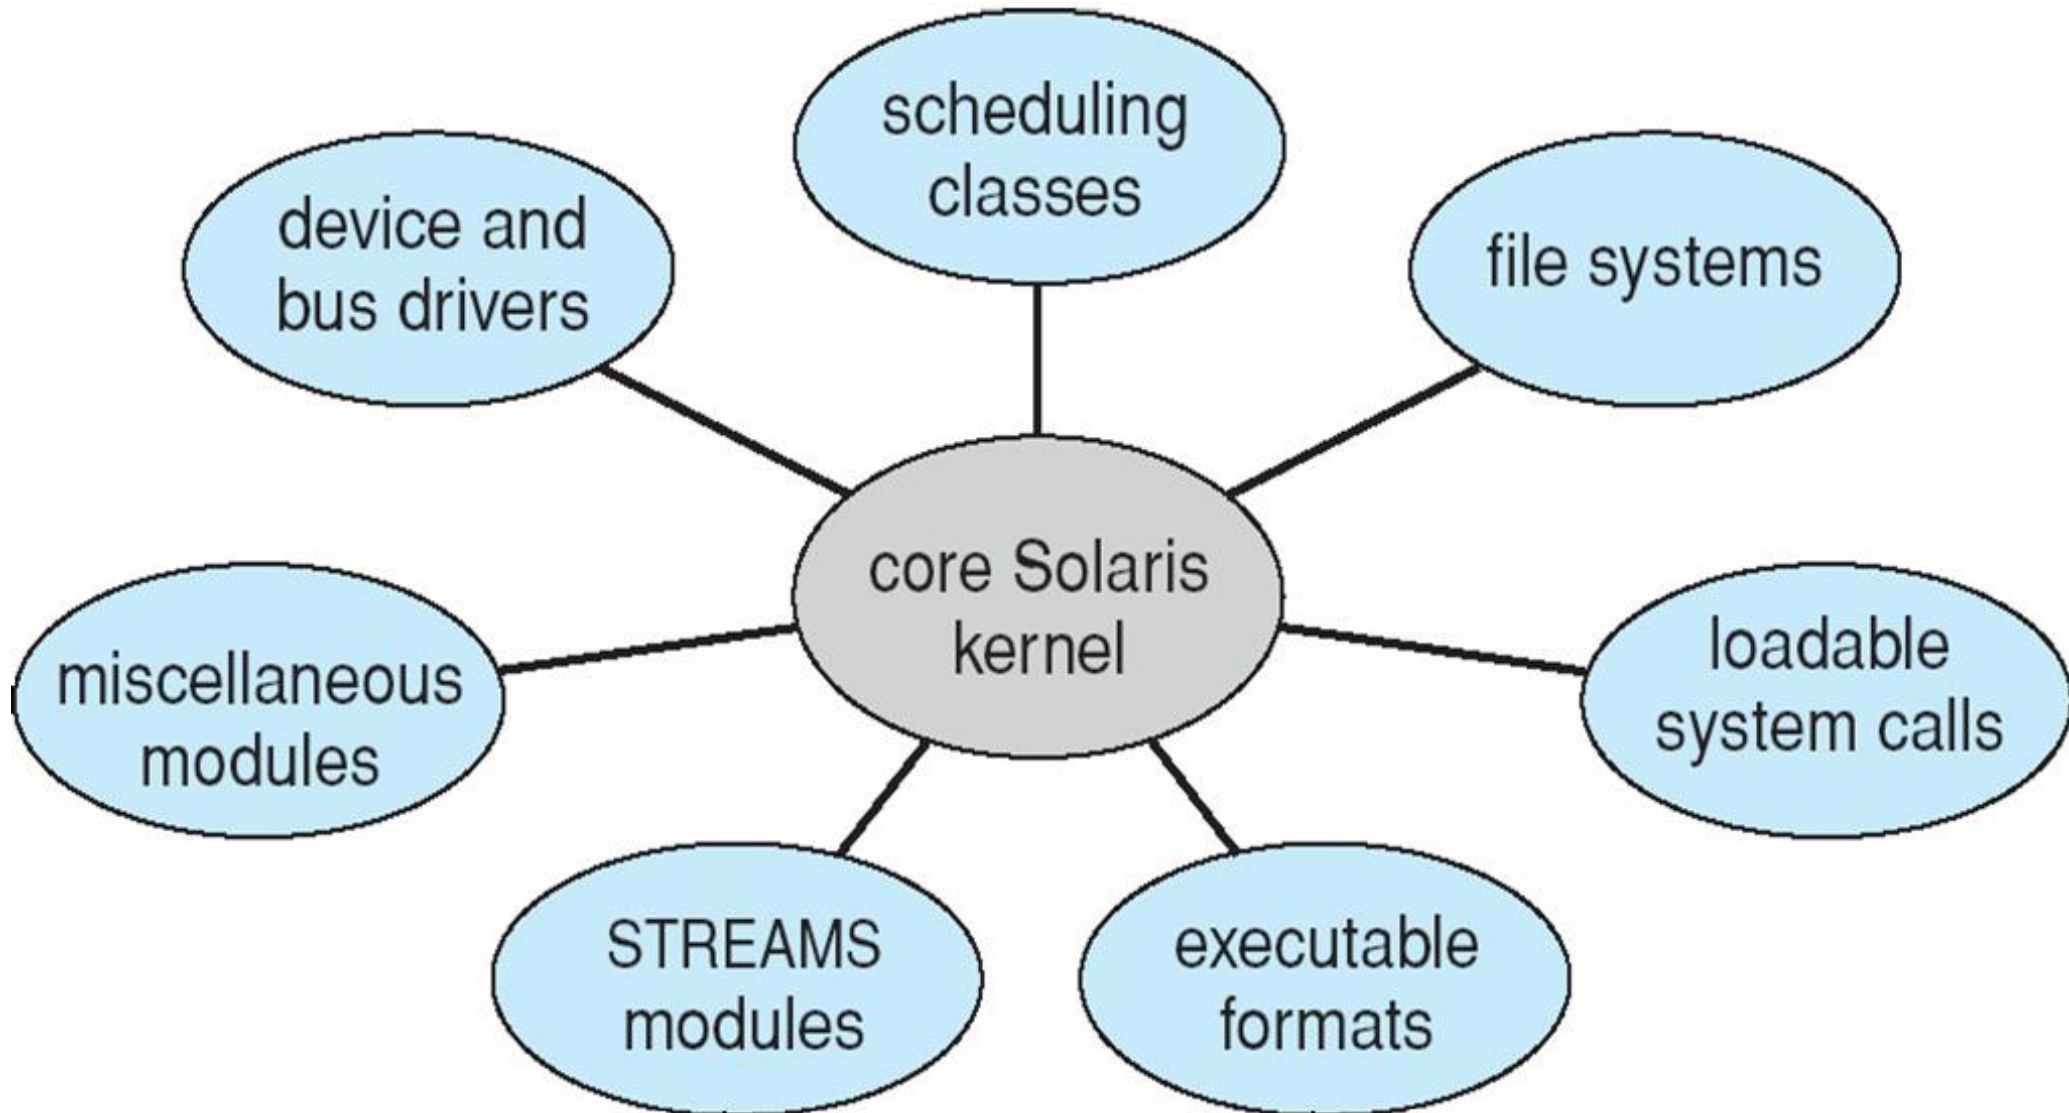 scheduling
classes
device and
bus drivers
file systems
core Solaris
kernel
miscellaneous
modules
loadable
system calls
STREAMS
modules
executable
formats